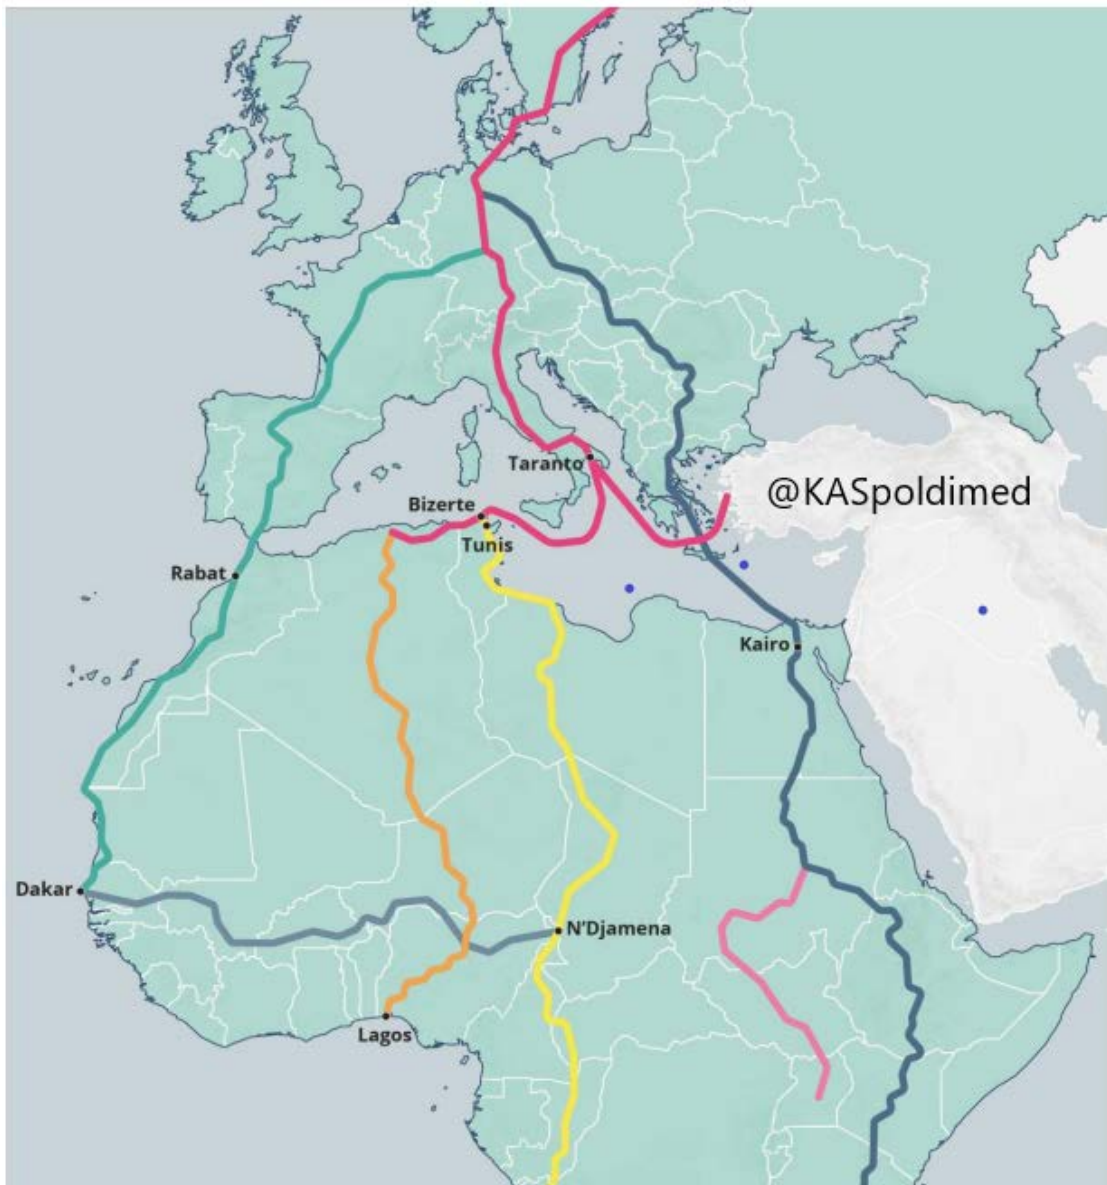 Taranto
@KASpoldimed
Bizerte
Tunis
Rabat
Kairo
Dakar
N'Djamena
Lagos